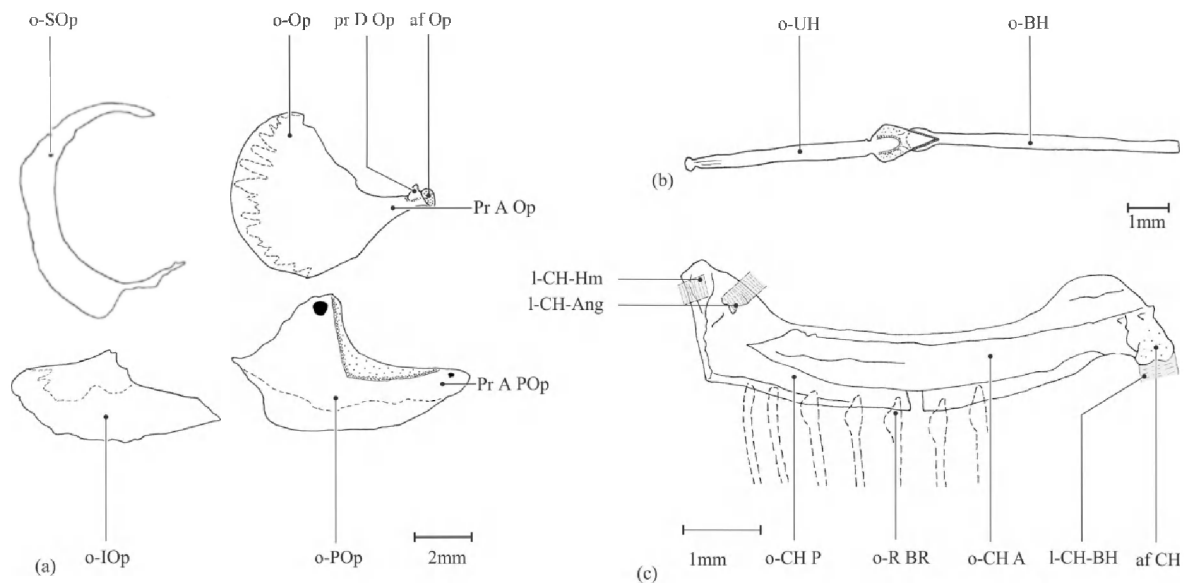 o-SOp
o-Op
pr D Op
af Op
Pr A Op
Pr A POp
o-IOp
o-POp
2mm
(a)
o-UH
o-BH
(b)
1mm
l-CH-Hm
l-CH-Ang
1mm
o-CH P
o-R BR
o-CH A
l-CH-BH
af CH
(c)